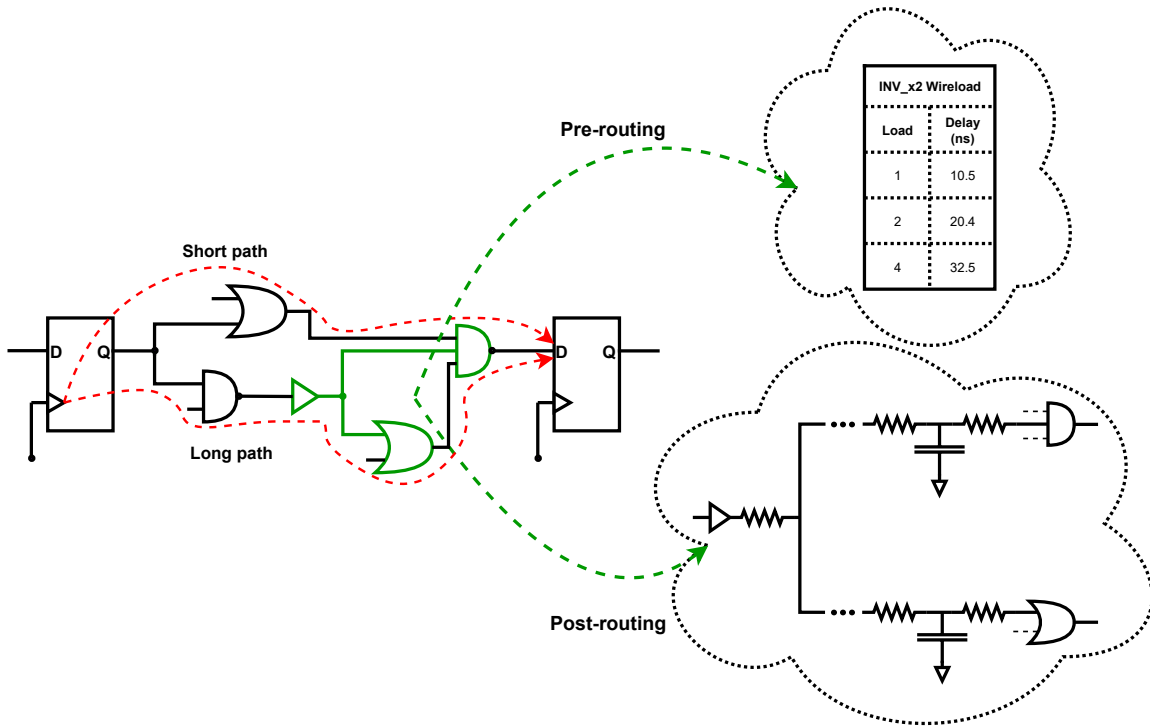 INV_x2 Wireload
Load
Delay
(ns)
1
10.5
2
20.4
4
32.5
Pre-routing
Short path
D
Q
D
Q
Long path
Post-routing